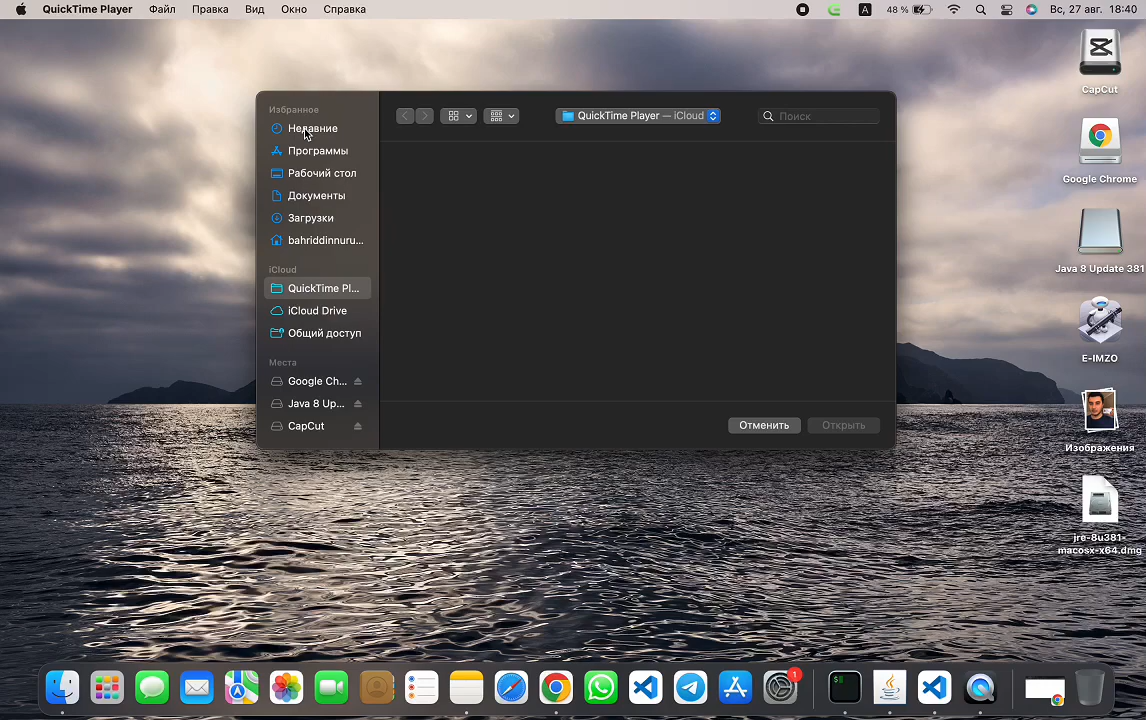 QuickTime Player Файл Правка Вид Окно Справка A 48 % Вс, 27 авг. 18:40
Избранное
Недавние
Программы
Рабочий стол
Документы
Загрузки
bahriddinnuru...
iCloud
QuickTime Pl...
iCloud Drive
Общий доступ
Места
Google Ch...
Java 8 Up...
CapCut
QuickTime Player — iCloud
Поиск
Отменить
Открыть
CapCut
Google Chrome
Java 8 Update 381
E-IMZO
Изображения
jre-8u381-
macosx-x64.dmg
1